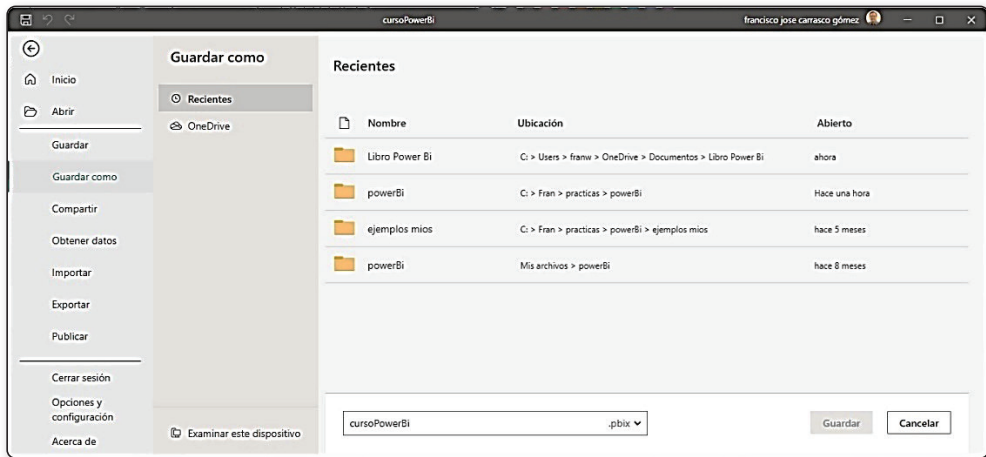 cursoPowerBi
francisco jose carrasco gómez
Inicio
Abrir
Guardar
Guardar como
Compartir
Obtener datos
Importar
Exportar
Publicar
Cerrar sesión
Opciones y
configuración
Acerca de
Guardar como
Recientes
OneDrive
Examinar este dispositivo
Recientes
Nombre Ubicación Abierto
Libro Power Bi C: > Users > franw > OneDrive > Documentos > Libro Power Bi ahora
powerBi C: > Fran > practicas > powerBi Hace una hora
ejemplos mios C: > Fran > practicas > powerBi > ejemplos mios hace 5 meses
powerBi Mis archivos > powerBi hace 8 meses
cursoPowerBi .pbix
Guardar Cancelar